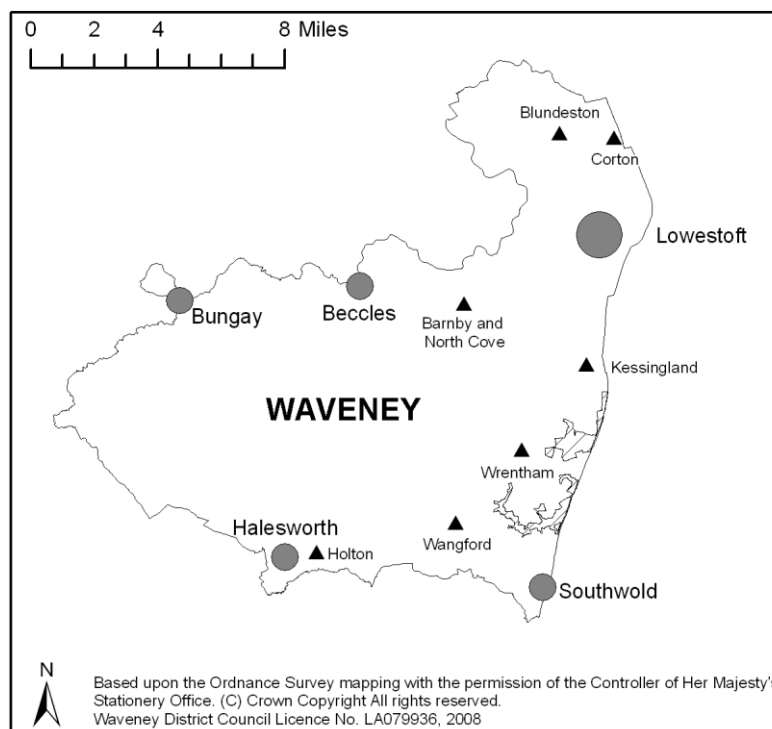 0 2 4 6 8 Miles
Blundeston
Corton
Lowestoft
Bungay
Beccles
Barnby and
North Cove
Kessingland
WAVENEY
Wrentham
Halesworth
Holton
Wangford
Southwold
N
Based upon the Ordnance Survey mapping with the permission of the Controller of Her Majesty's
Stationery Office. (C) Crown Copyright All rights reserved.
Waveney District Council Licence No. LA079936, 2008